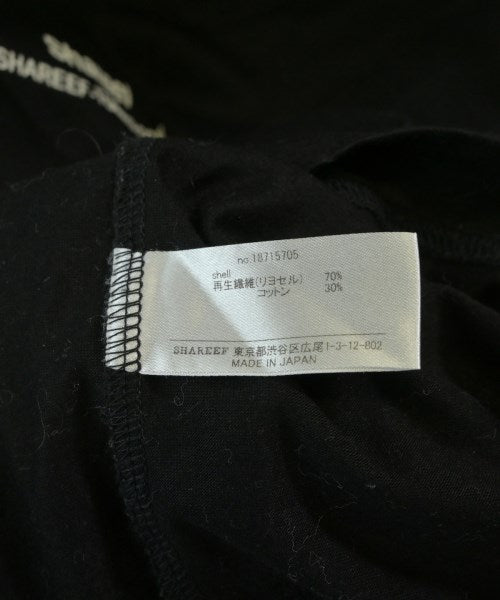 SHAREEF
no.18715705
shell
再生繊維(リヨセル) 70%
コットン 30%
SHAREEF 東京都渋谷区広尾1-3-12-802
MADE IN JAPAN